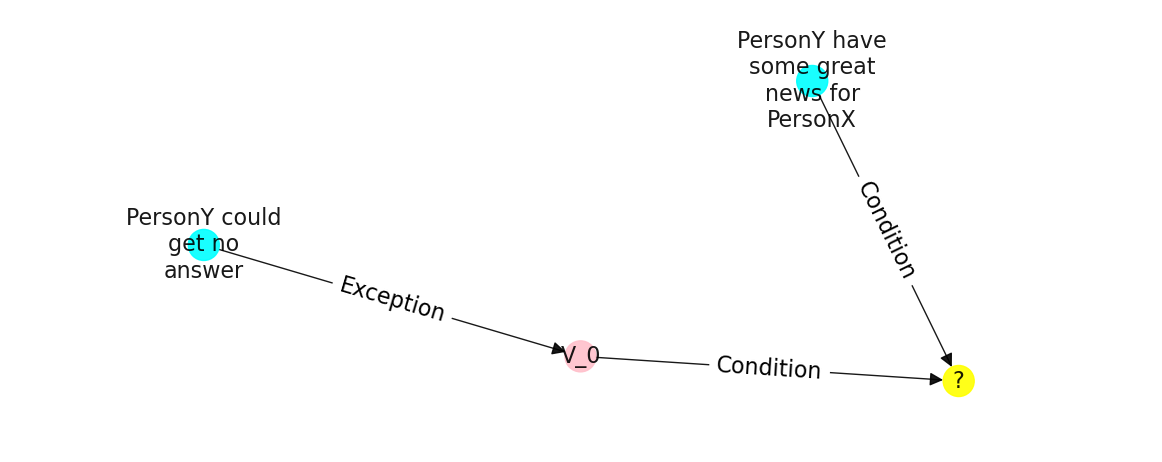 PersonY have
some great
news for
PersonX
Condition
PersonY could
get no
answer
Exception
V_0
Condition
?